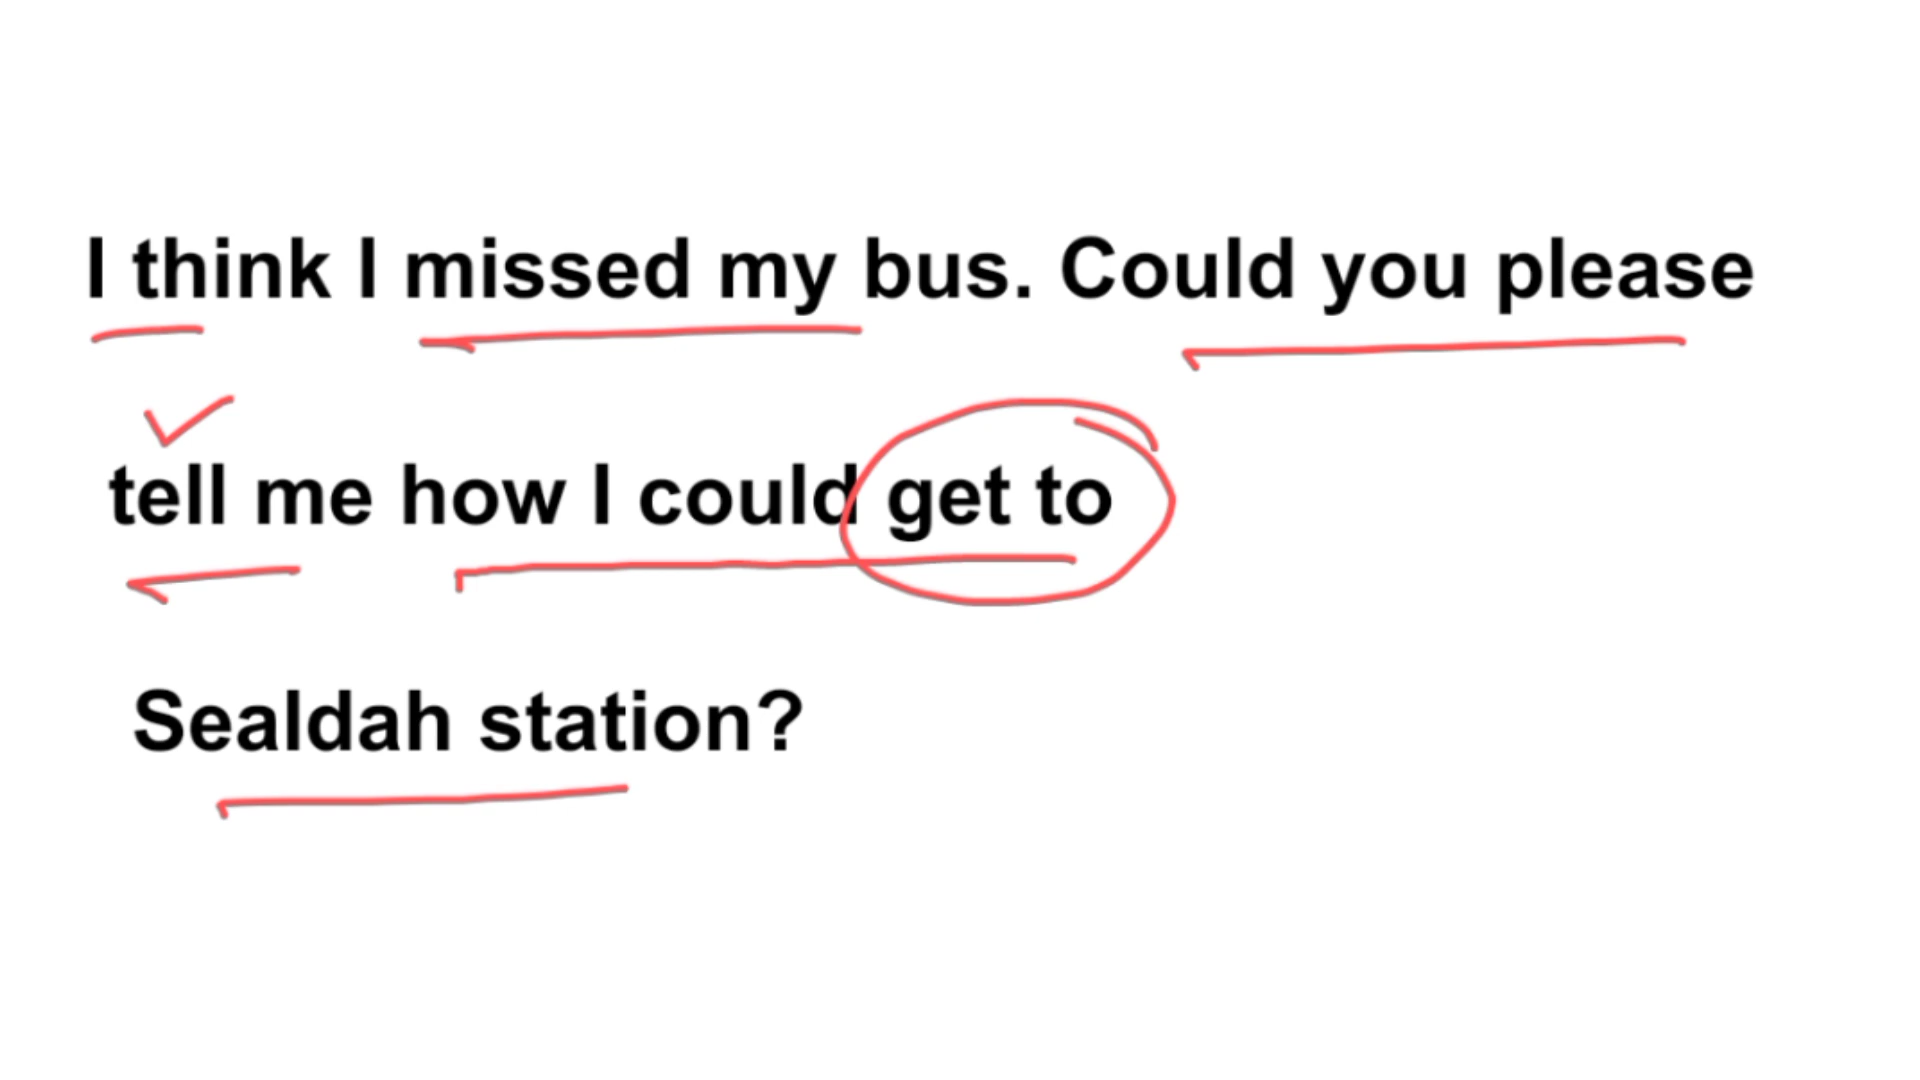 I think I missed my bus. Could you please
tell me how I could get to
Sealdah station?